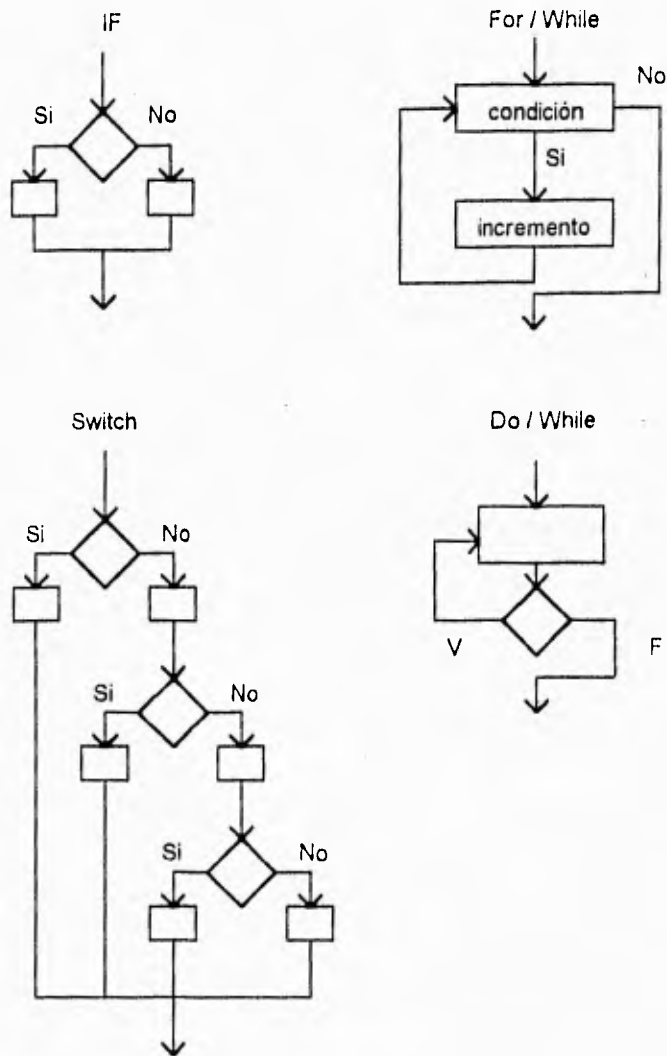 IF
Si
No
For / While
No
condición
Si
incremento
Switch
Si
No
Si
No
Si
No
Do / While
V
F